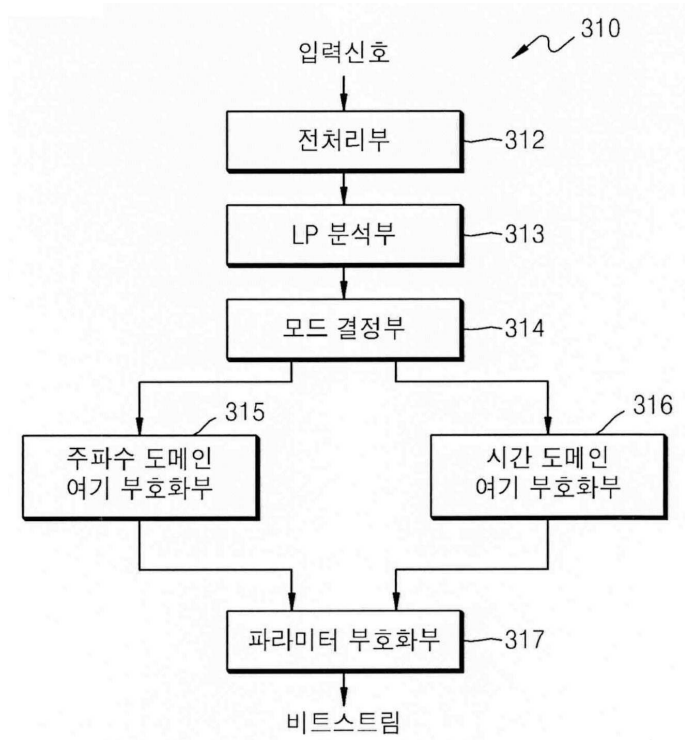 310
입력신호
전처리부
312
LP 분석부
313
모드 결정부
314
315
316
주파수 도메인
여기 부호화부
시간 도메인
여기 부호화부
파라미터 부호화부
317
비트스트림